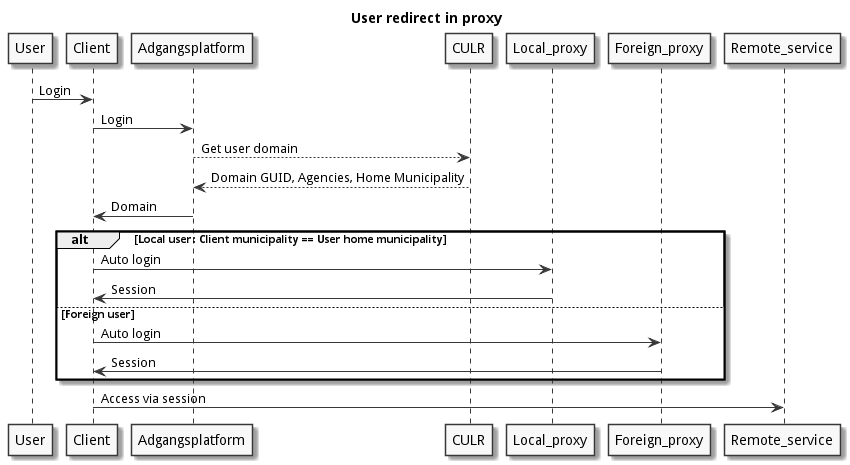 User redirect in proxy
User Client Adgangsplatform CULR Local_proxy Foreign_proxy Remote_service
Login
Login
Get user domain
Domain GUID, Agencies, Home Municipality
Domain
alt [Local user: Client municipality == User home municipality]
Auto login
Session
[Foreign user]
Auto login
Session
Access via session
User Client Adgangsplatform CULR Local_proxy Foreign_proxy Remote_service